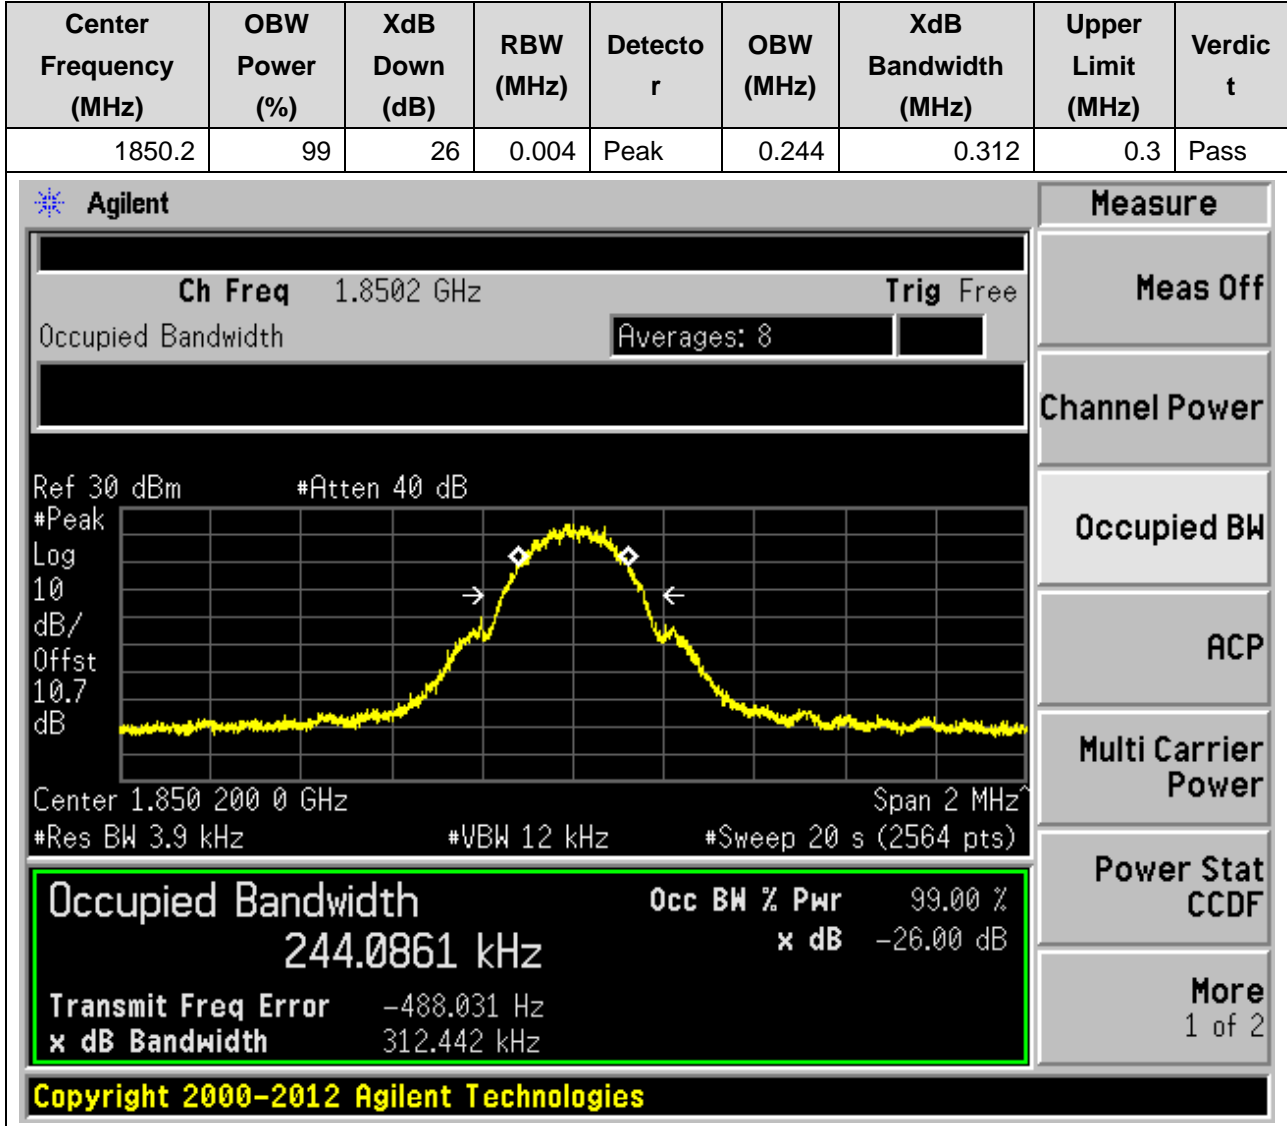 Center Frequency (MHz) OBW Power (%) XdB Down (dB) RBW (MHz) Detecto r OBW (MHz) XdB Bandwidth (MHz) Upper Limit (MHz) Verdic t
1850.2 99 26 0.004 Peak 0.244 0.312 0.3 Pass
Agilent
Measure
Ch Freq 1.8502 GHz Trig Free
Meas Off
Occupied Bandwidth Averages: 8
Channel Power
Ref 30 dBm #Atten 40 dB
#Peak
Log
10
dB/
Offst
10.7
dB
Occupied BW
ACP
Multi Carrier
Power
Center 1.850 200 0 GHz Span 2 MHz^
#Res BW 3.9 kHz #VBW 12 kHz #Sweep 20 s (2564 pts)
Power Stat
CCDF
Occupied Bandwidth Occ BW % Pwr 99.00 %
244.0861 kHz x dB -26.00 dB
Transmit Freq Error -488.031 Hz
x dB Bandwidth 312.442 kHz
More
1 of 2
Copyright 2000-2012 Agilent Technologies